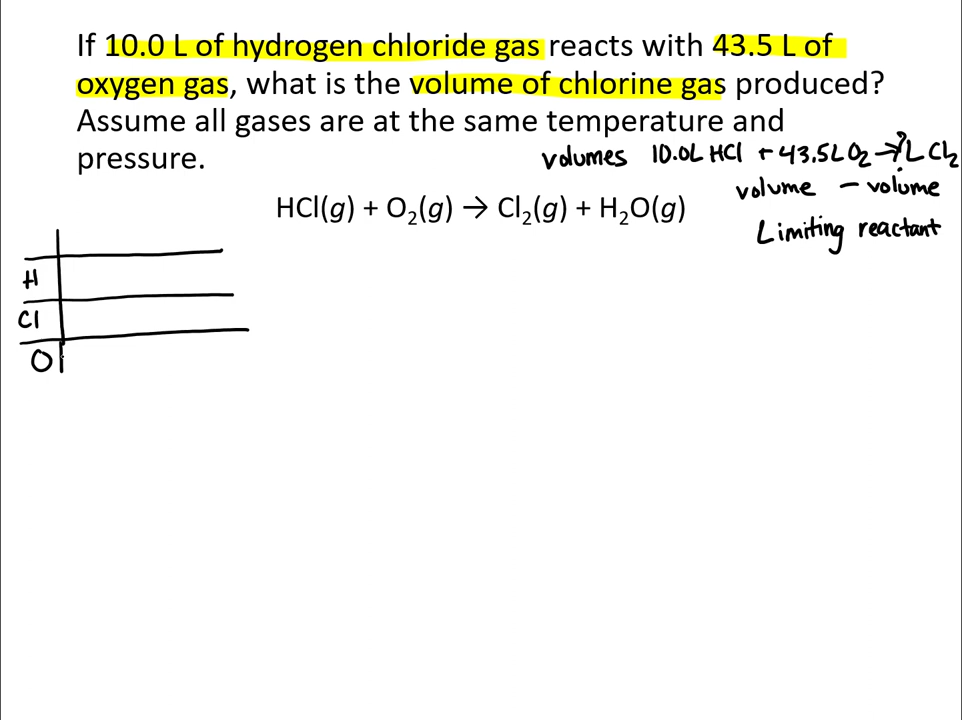 If 10.0 L of hydrogen chloride gas reacts with 43.5 L of
oxygen gas, what is the volume of chlorine gas produced?
Assume all gases are at the same temperature and
pressure.
volumes 10.0L HCl + 43.5L O₂ → ?L Cl₂
volume - volume
HCl(g) + O₂(g) → Cl₂(g) + H₂O(g)
Limiting reactant
H
Cl
O